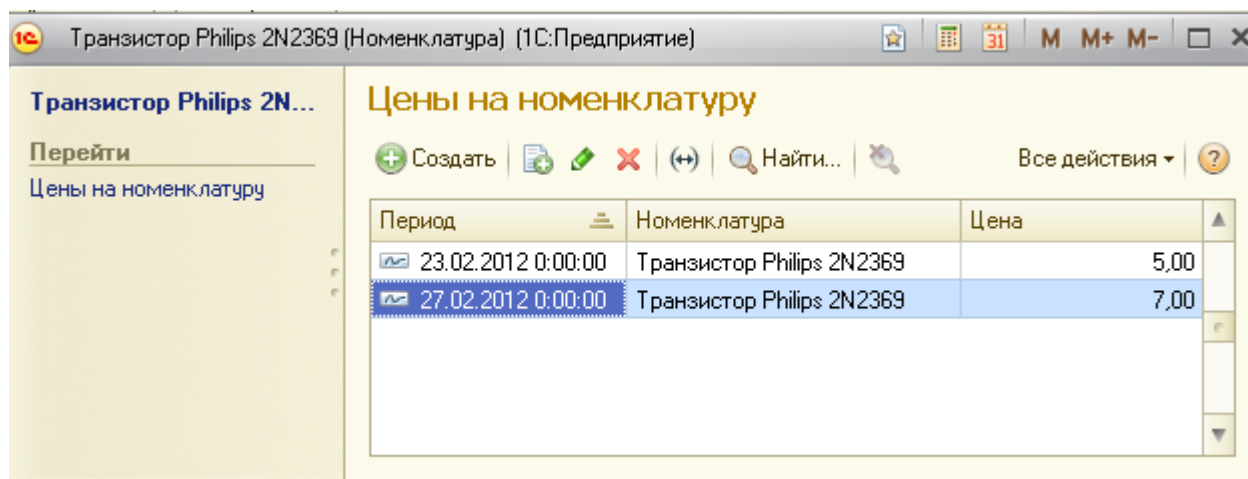 1С Транзистор Philips 2N2369 (Номенклатура) (1С:Предприятие) 31 M M+ M-
Транзистор Philips 2N...
Перейти
Цены на номенклатуру
Цены на номенклатуру
Создать Найти... Все действия ?
Период Номенклатура Цена
23.02.2012 0:00:00 Транзистор Philips 2N2369 5,00
27.02.2012 0:00:00 Транзистор Philips 2N2369 7,00